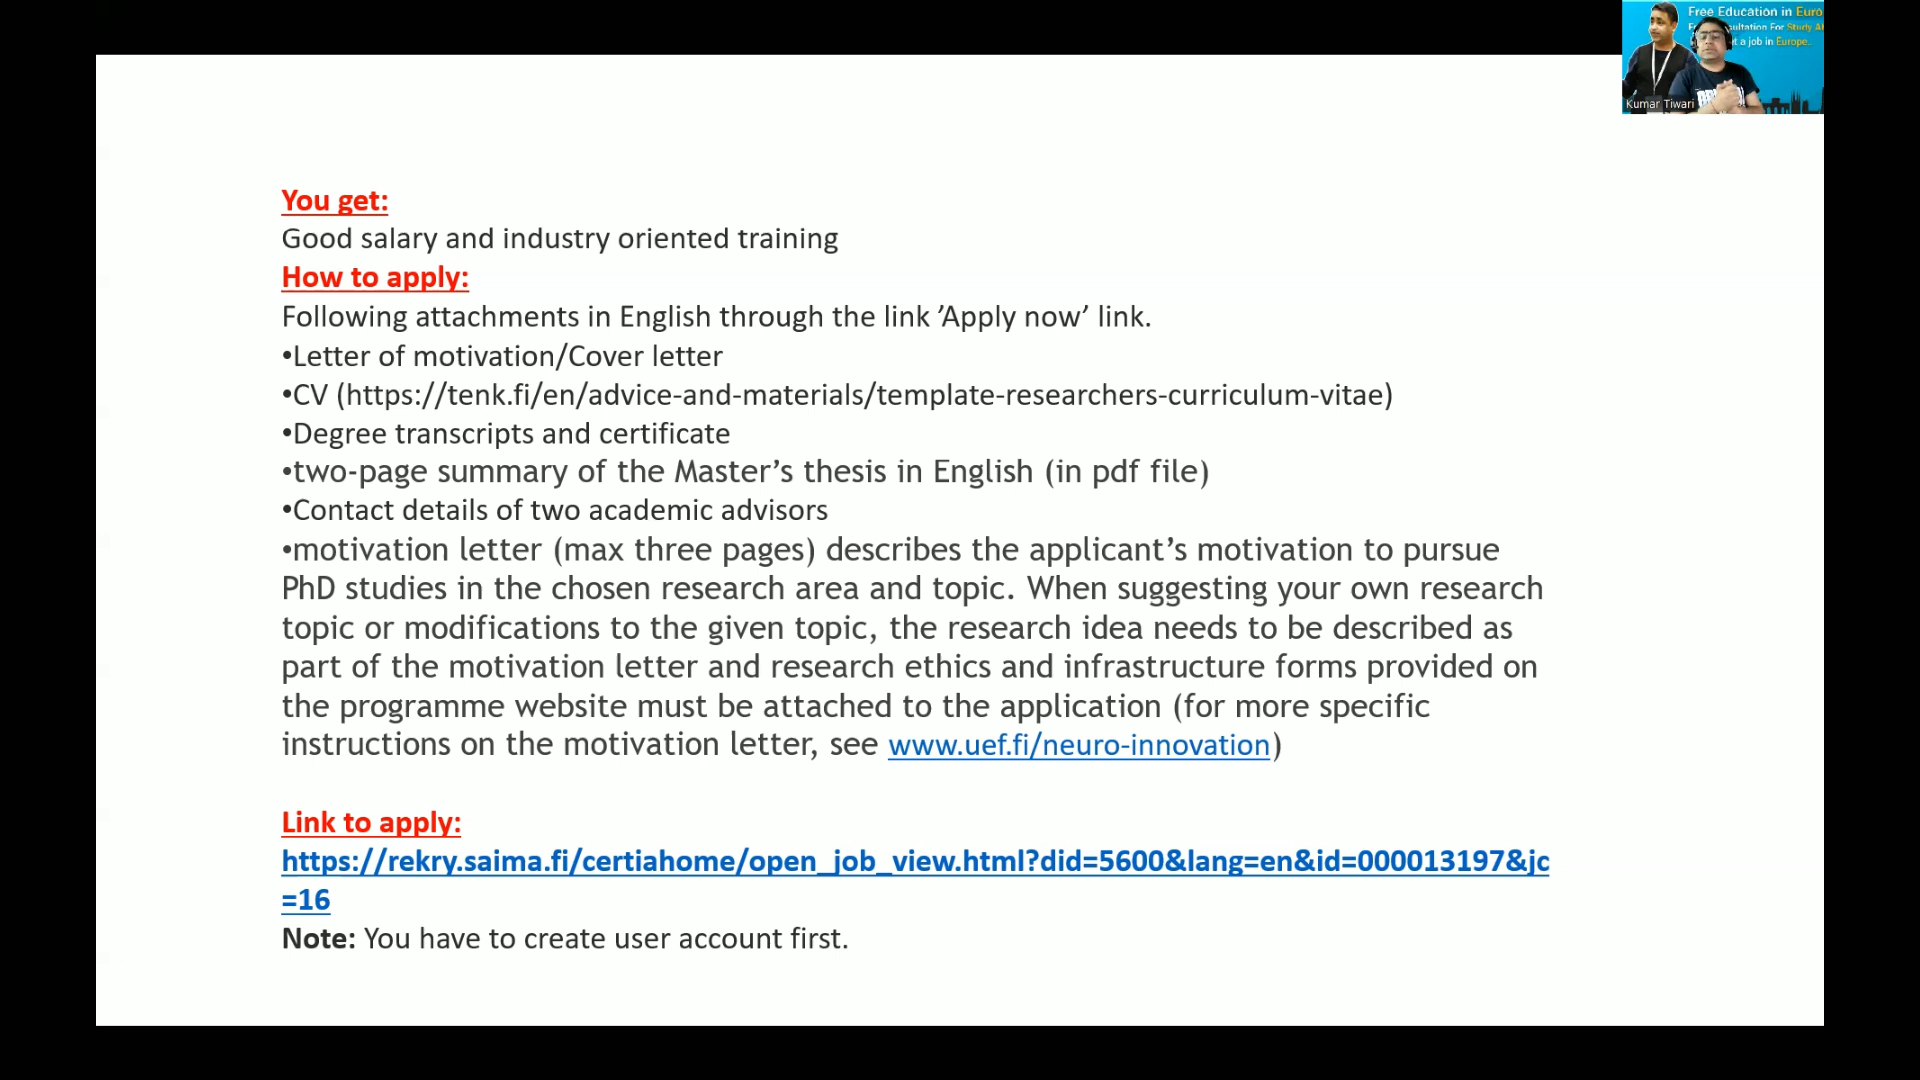 Free Education in Euro
For Study A
t a job in Europe..
Kumar Tiwari
You get:
Good salary and industry oriented training
How to apply:
Following attachments in English through the link ’Apply now’ link.
•Letter of motivation/Cover letter
•CV (https://tenk.fi/en/advice-and-materials/template-researchers-curriculum-vitae)
•Degree transcripts and certificate
•two-page summary of the Master’s thesis in English (in pdf file)
•Contact details of two academic advisors
•motivation letter (max three pages) describes the applicant’s motivation to pursue
PhD studies in the chosen research area and topic. When suggesting your own research
topic or modifications to the given topic, the research idea needs to be described as
part of the motivation letter and research ethics and infrastructure forms provided on
the programme website must be attached to the application (for more specific
instructions on the motivation letter, see www.uef.fi/neuro-innovation)
Link to apply:
https://rekry.saima.fi/certiahome/open_job_view.html?did=5600&lang=en&id=000013197&jc
=16
Note: You have to create user account first.